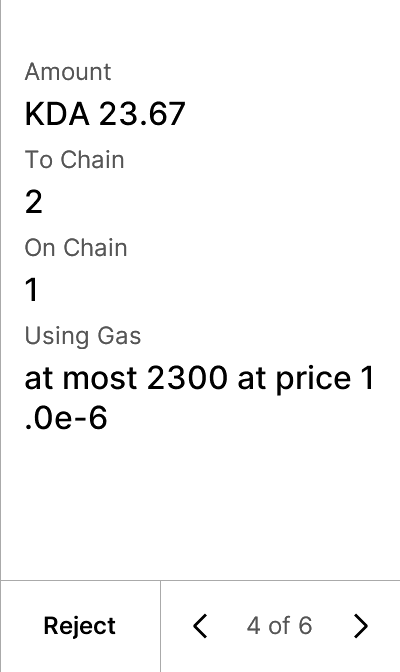 Amount
KDA 23.67
To Chain
2
On Chain
1
Using Gas
at most 2300 at price 1
.0e-6
Reject
4 of 6